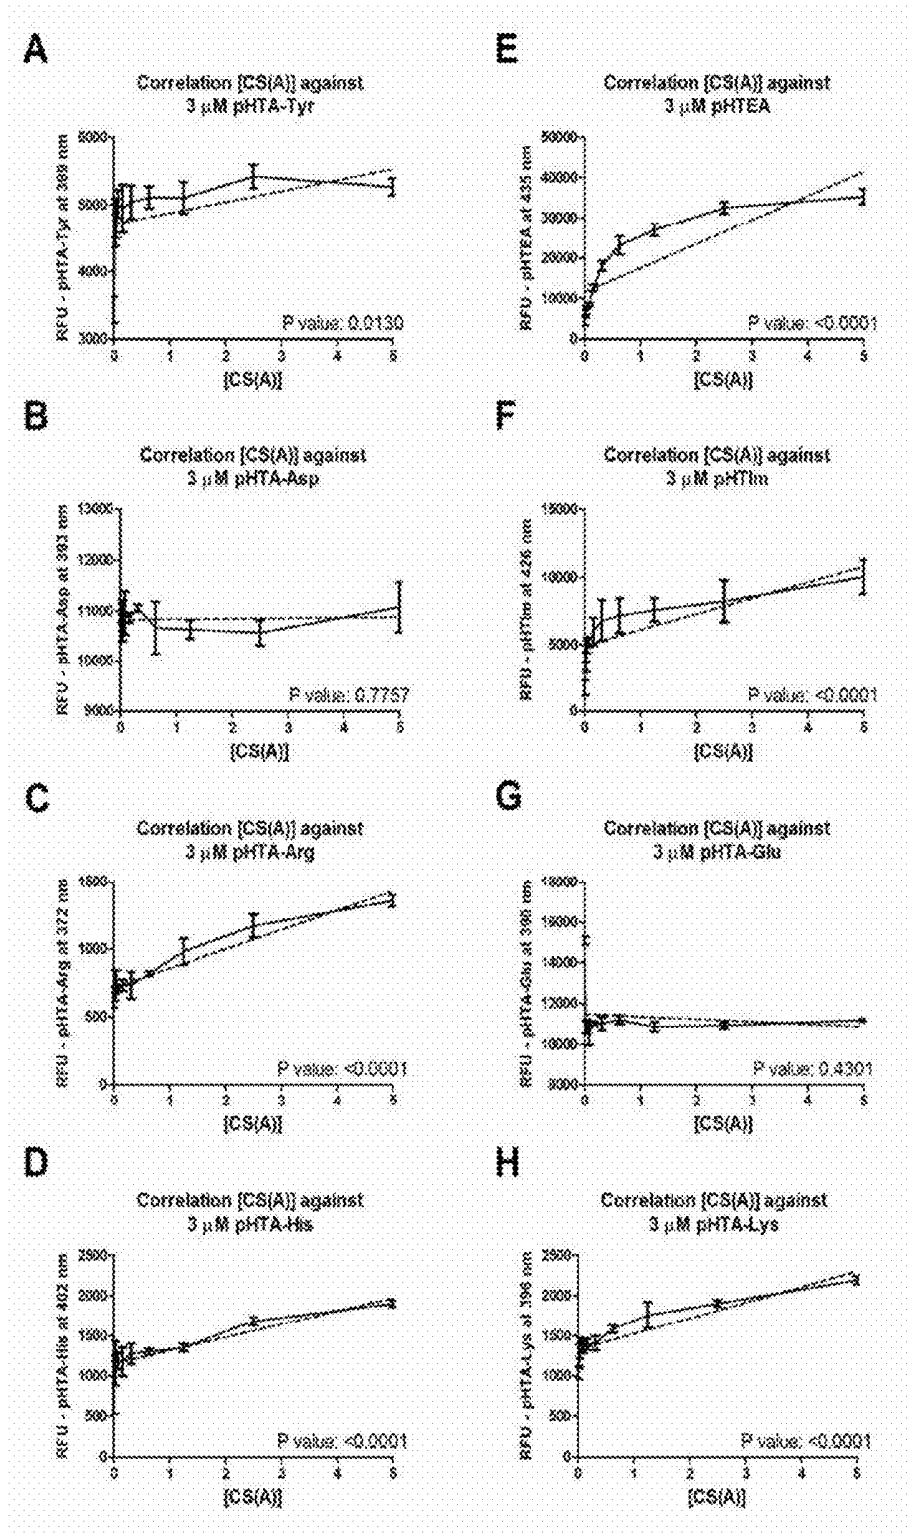 A
Correlation [CS(A)] against
3 μM pHTA-Tyr
RFU - pHTA-Tyr at 389 nm
6000
5000
4000
3000
P value: 0.0130
0 1 2 3 4 5
[CS(A)]
B
Correlation [CS(A)] against
3 μM pHTA-Asp
RFU - pHTA-Asp at 393 nm
13000
12000
11000
10000
9000
P value: 0.7757
0 1 2 3 4 5
[CS(A)]
C
Correlation [CS(A)] against
3 μM pHTA-Arg
RFU - pHTA-Arg at 372 nm
1500
1000
500
0
P value: <0.0001
0 1 2 3 4 5
[CS(A)]
D
Correlation [CS(A)] against
3 μM pHTA-His
RFU - pHTA-His at 402 nm
2500
2000
1500
1000
500
0
P value: <0.0001
0 1 2 3 4 5
[CS(A)]
E
Correlation [CS(A)] against
3 μM pHTEA
RFU - pHTEA at 435 nm
50000
40000
30000
20000
10000
0
P value: <0.0001
0 1 2 3 4 5
[CS(A)]
F
Correlation [CS(A)] against
3 μM pHTIm
RFU - pHTIm at 426 nm
15000
10000
5000
0
P value: <0.0001
0 1 2 3 4 5
[CS(A)]
G
Correlation [CS(A)] against
3 μM pHTA-Glu
RFU - pHTA-Glu at 390 nm
18000
16000
14000
12000
10000
8000
P value: 0.4301
0 1 2 3 4 5
[CS(A)]
H
Correlation [CS(A)] against
3 μM pHTA-Lys
RFU - pHTA-Lys at 396 nm
2500
2000
1500
1000
500
0
P value: <0.0001
0 1 2 3 4 5
[CS(A)]